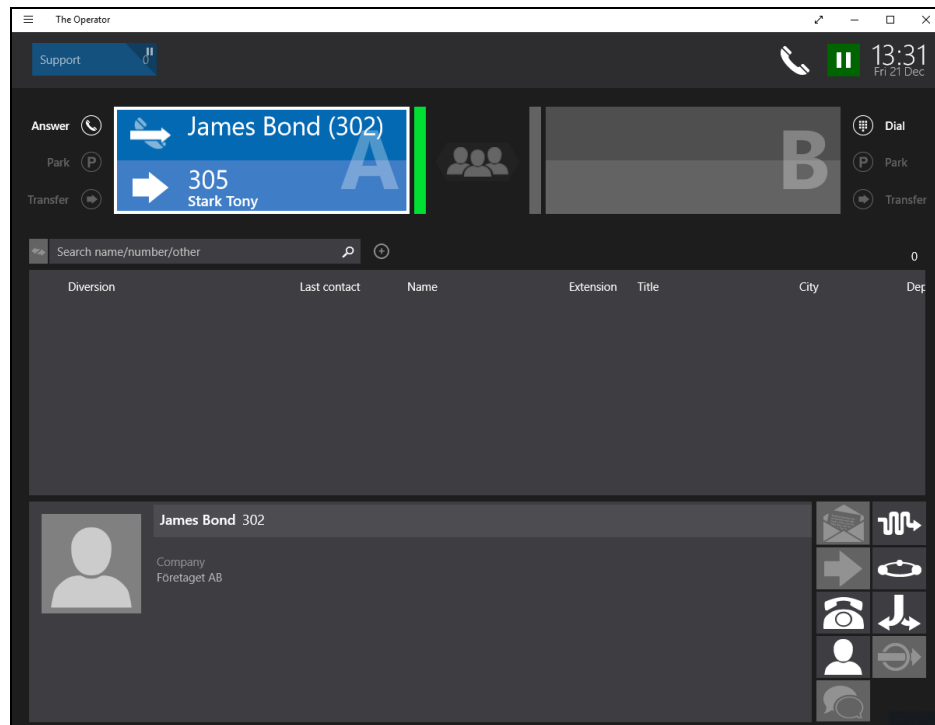 The Operator
Support
13:31
Fri 21 Dec
Answer
James Bond (302)
A
B
Dial
Park
P
P
Park
Transfer
305
Stark Tony
Transfer
Search name/number/other
0
Diversion Last contact Name Extension Title City Dep
James Bond 302
Company
Företaget AB